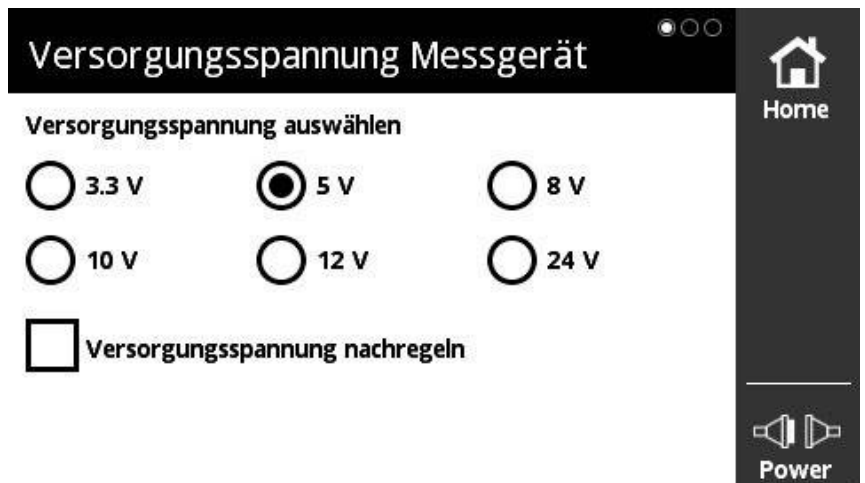 Versorgungsspannung Messgerät
Home
Versorgungsspannung auswählen
3.3 V 5 V 8 V
10 V 12 V 24 V
Versorgungsspannung nachregeln
Power